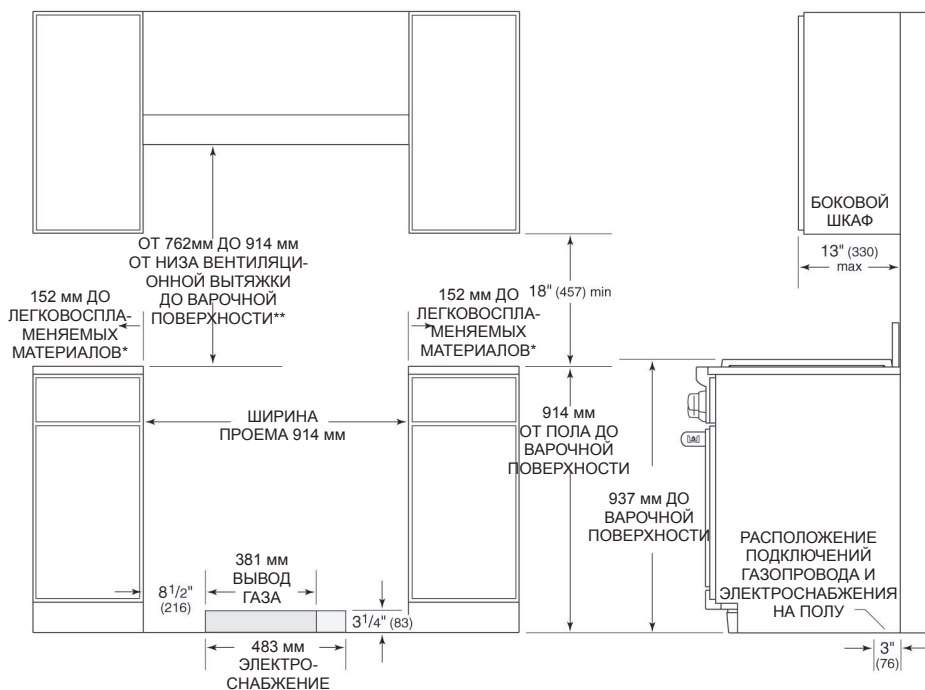 БОКОВОЙ
ШКАФ
13" (330)
max
ОТ 762мм ДО 914 мм
ОТ НИЗА ВЕНТИЛЯЦИ-
ОННОЙ ВЫТЯЖКИ
ДО ВАРОЧНОЙ
ПОВЕРХНОСТИ**
18" (457) min
152 мм ДО
ЛЕГКОВОСПЛА-
МЕНЯЕМЫХ
МАТЕРИАЛОВ*
152 мм ДО
ЛЕГКОВОСПЛА-
МЕНЯЕМЫХ
МАТЕРИАЛОВ*
ШИРИНА
ПРОЕМА 914 мм
914 мм
ОТ ПОЛА ДО
ВАРОЧНОЙ
ПОВЕРХНОСТИ
937 мм ДО
ВАРОЧНОЙ
ПОВЕРХНОСТИ
РАСПОЛОЖЕНИЕ
ПОДКЛЮЧЕНИЙ
ГАЗОПРОВОДА И
ЭЛЕКТРОСНАБЖЕНИЯ
НА ПОЛУ
381 мм
ВЫВОД
ГАЗА
8 1/2"
(216)
3 1/4" (83)
483 мм
ЭЛЕКТРО-
СНАБЖЕНИЕ
3"
(76)